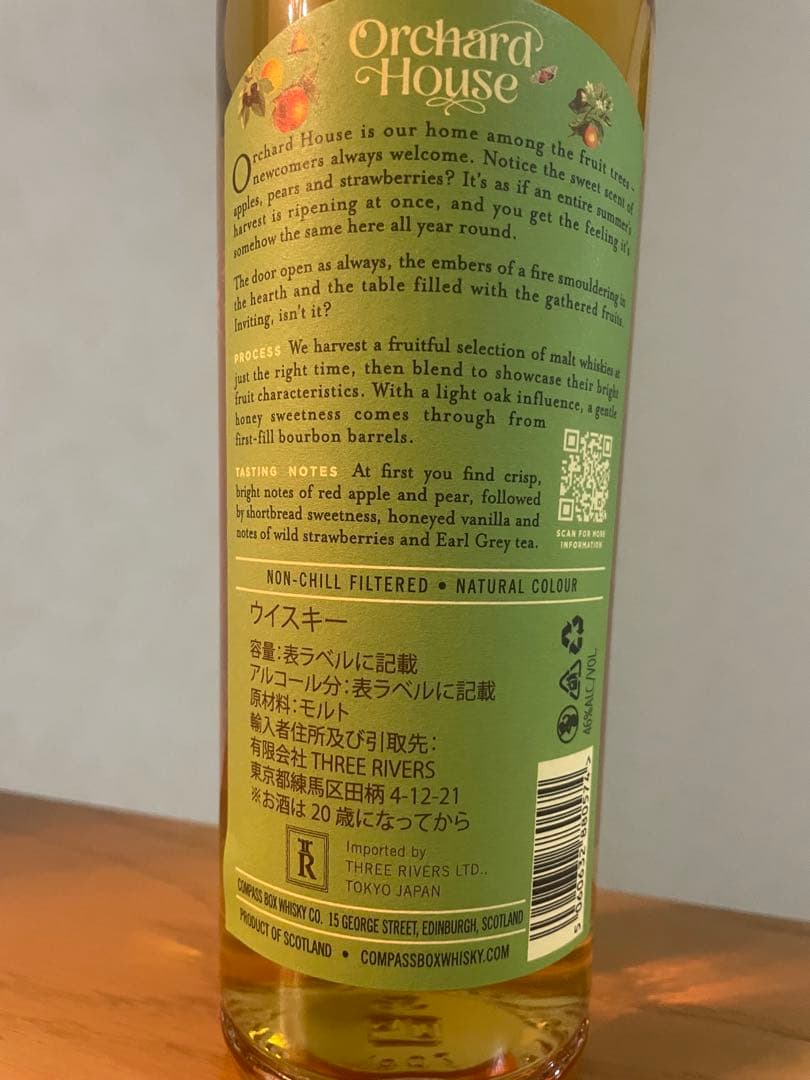 Orchard
House
Orchard House is our home among the fruit trees –
newcomers always welcome. Notice the sweet scent of
apples, pears and strawberries? It's as if an entire summer's
harvest is ripening at once, and you get the feeling it's
somehow the same here all year round.
The door open as always, the embers of a fire smouldering in
the hearth and the table filled with the gathered fruits.
Inviting, isn't it?
PROCESS We harvest a fruitful selection of malt whiskies at
just the right time, then blend to showcase their bright
fruit characteristics. With a light oak influence, a gentle
honey sweetness comes through from
first-fill bourbon barrels.
TASTING NOTES At first you find crisp,
bright notes of red apple and pear, followed
by shortbread sweetness, honeyed vanilla and
notes of wild strawberries and Earl Grey tea.
SCAN FOR MORE
INFORMATION
NON-CHILL FILTERED • NATURAL COLOUR
ウイスキー
容量:表ラベルに記載
アルコール分:表ラベルに記載
原材料:モルト
輸入者住所及び引取先:
有限会社 THREE RIVERS
東京都練馬区田柄 4-12-21
※お酒は 20 歳になってから
46%ALC/VOL.
R
Imported by
THREE RIVERS LTD.,
TOKYO JAPAN
5 060632 880574
COMPASS BOX WHISKY CO. 15 GEORGE STREET, EDINBURGH, SCOTLAND
PRODUCT OF SCOTLAND • COMPASSBOXWHISKY.COM